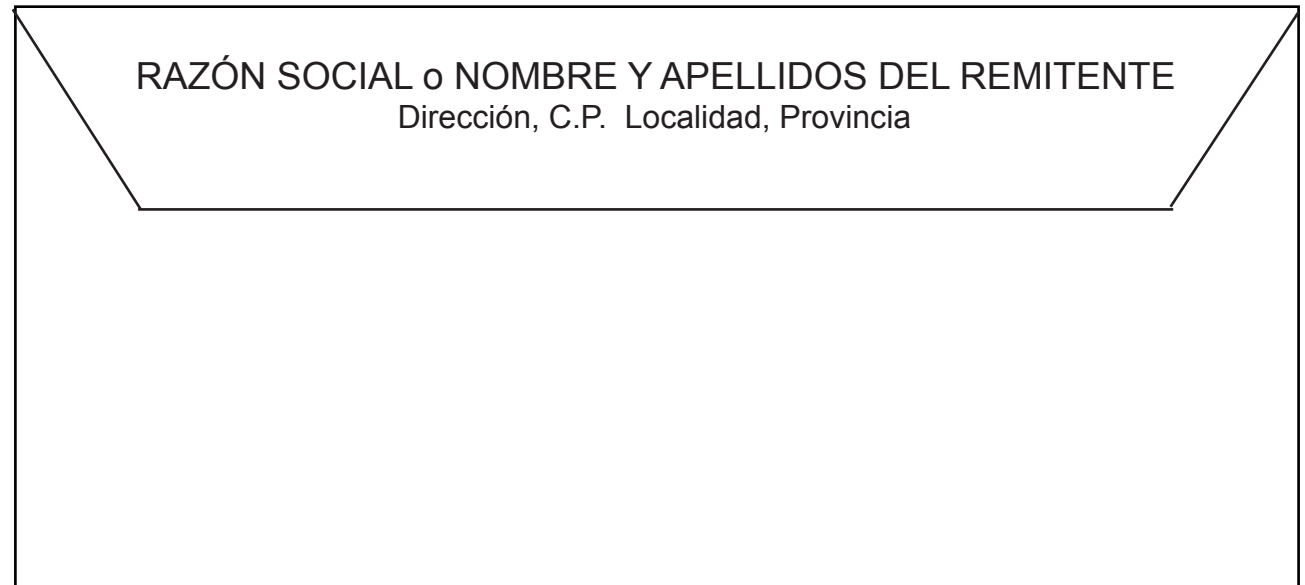 RAZÓN SOCIAL o NOMBRE Y APELLIDOS DEL REMITENTE
Dirección, C.P. Localidad, Provincia